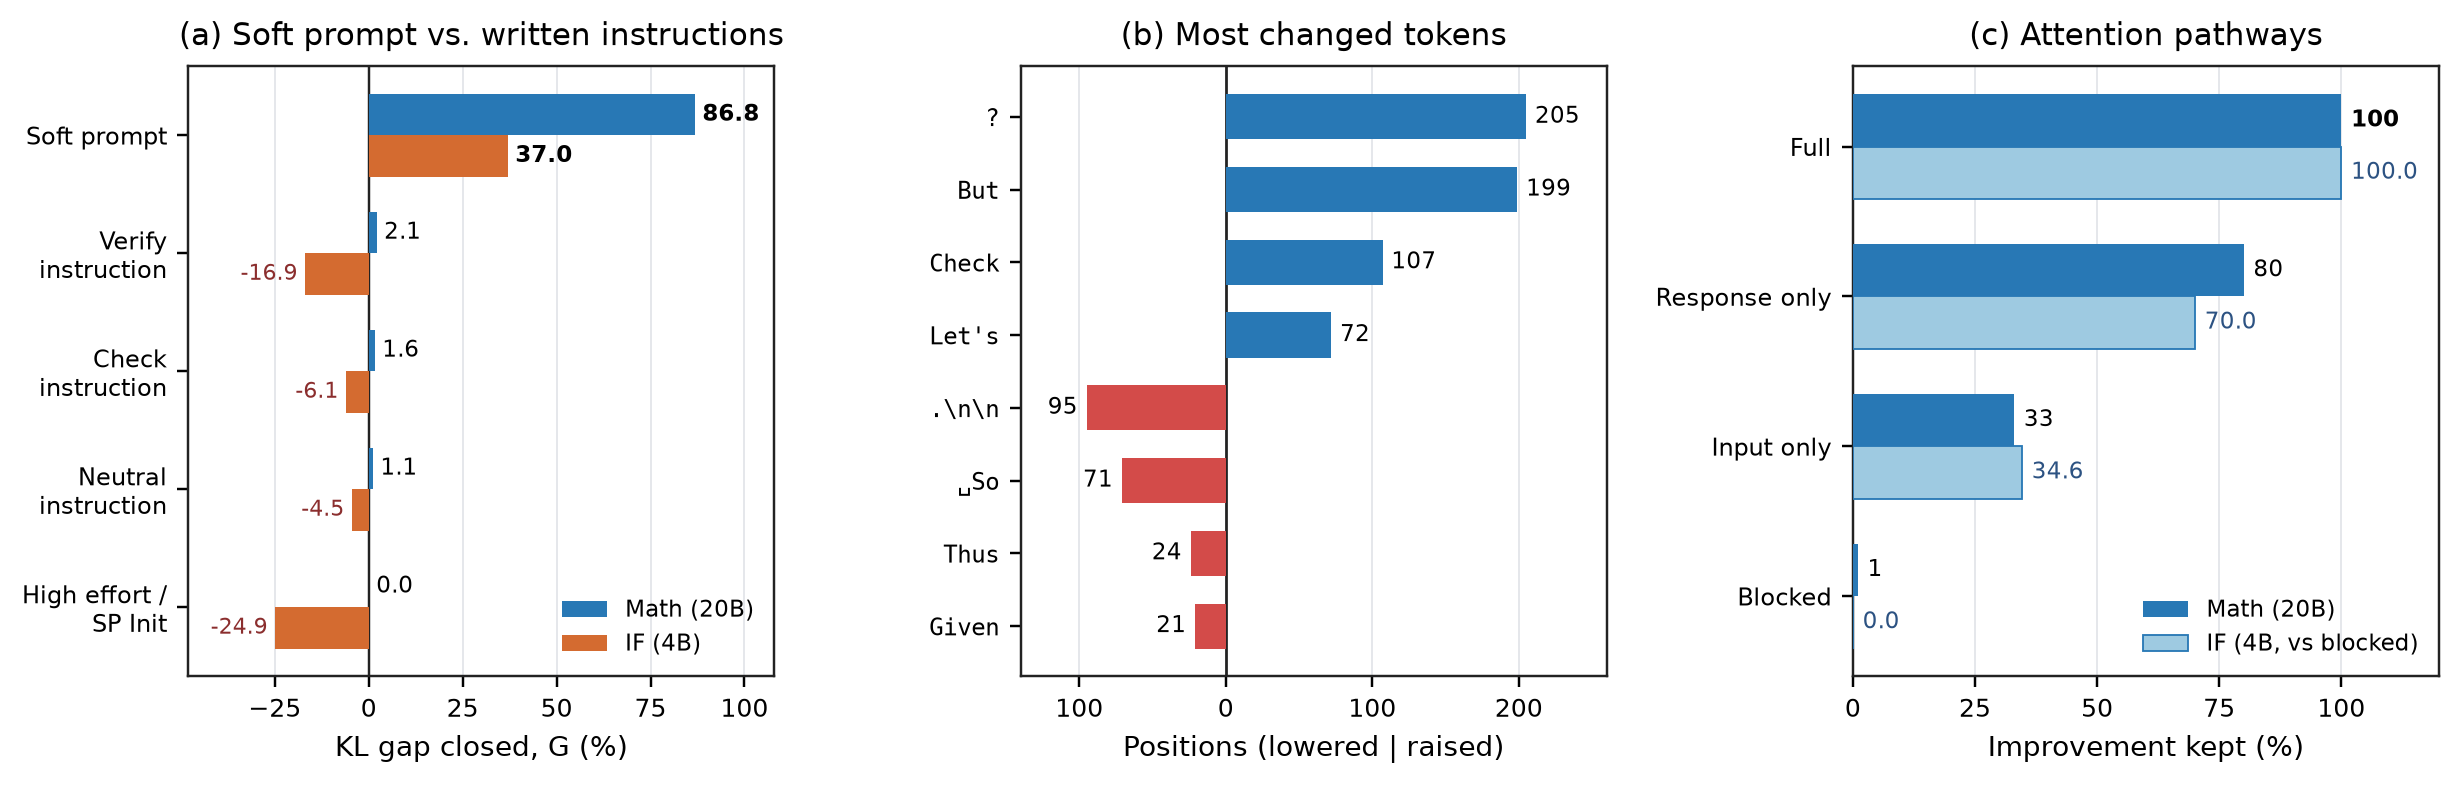 (a) Soft prompt vs. written instructions
Soft prompt
86.8
37.0
Verify
instruction
2.1
-16.9
Check
instruction
1.6
-6.1
Neutral
instruction
1.1
-4.5
High effort /
SP Init
0.0
-24.9
Math (20B)
IF (4B)
−25 0 25 50 75 100
KL gap closed, G (%)
(b) Most changed tokens
? 205
But 199
Check 107
Let's 72
.\n\n 95
␣So 71
Thus 24
Given 21
100 0 100 200
Positions (lowered | raised)
(c) Attention pathways
Full
100
100.0
Response only
80
70.0
Input only
33
34.6
Blocked
1
0.0
Math (20B)
IF (4B, vs blocked)
0 25 50 75 100
Improvement kept (%)